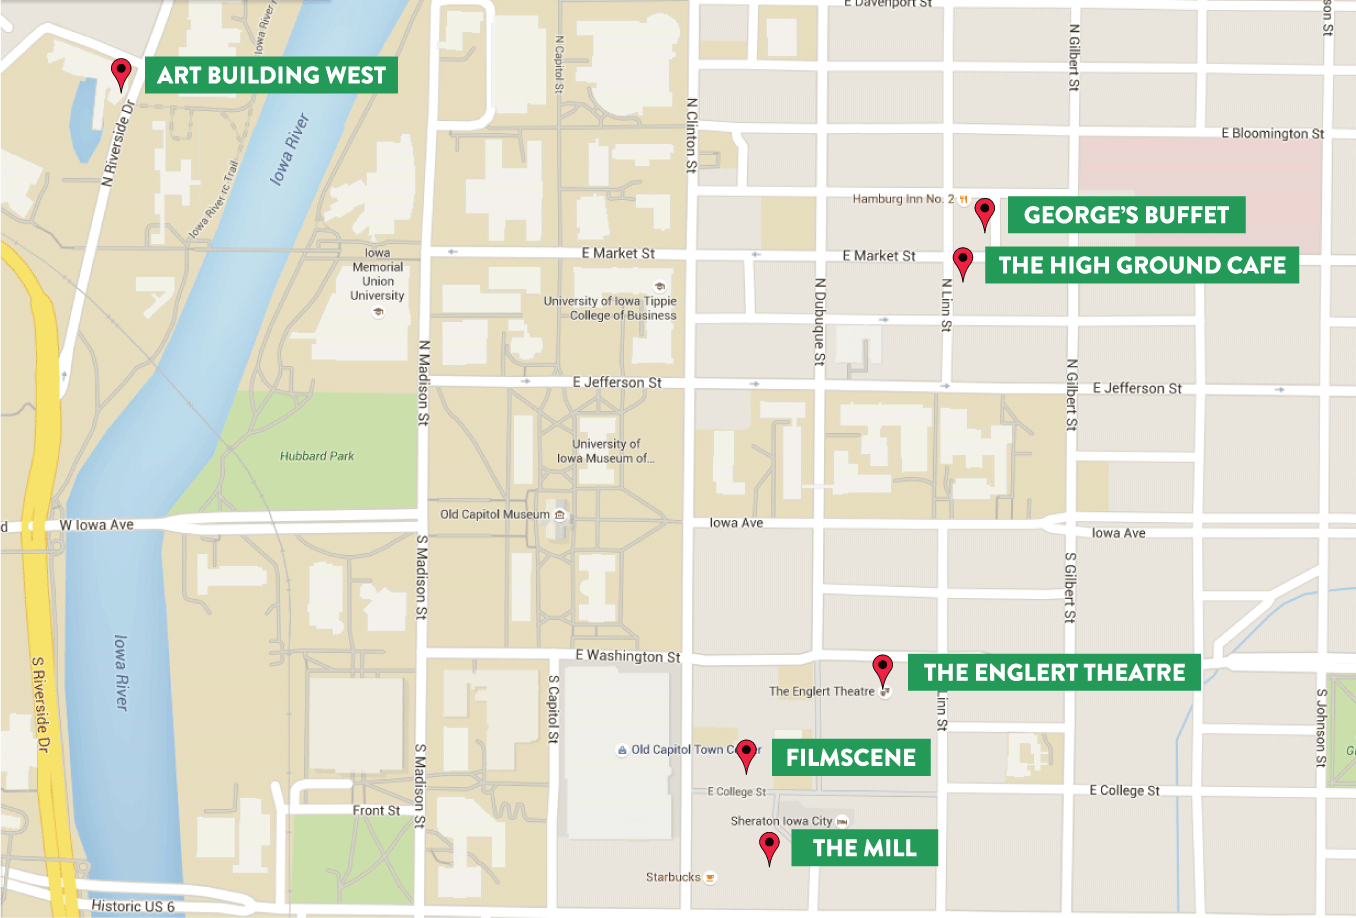 E Davenport St
son St
N Gilbert St
Iowa River r
N Capitol St
ART BUILDING WEST
N Riverside Dr
Iowa River
N Clinton St
E Bloomington St
Iowa River rc Trail
Hamburg Inn No. 2
GEORGE'S BUFFET
Iowa
Memorial
Union
University
E Market St
E Market St
THE HIGH GROUND CAFE
University of Iowa Tippie
College of Business
N Dubuque St
N Linn St
N Madison St
E Jefferson St
N Gilbert St
E Jefferson St
Hubbard Park
University of
Iowa Museum of...
Old Capitol Museum
d
W Iowa Ave
Iowa Ave
Iowa Ave
S Madison St
S Gilbert St
Iowa River
S Riverside Dr
E Washington St
THE ENGLERT THEATRE
The Englert Theatre
S Capitol St
Linn St
S Johnson St
Old Capitol Town Ce
r
FILMSCENE
G
S Madison St
E College St
E College St
Front St
Sheraton Iowa City
THE MILL
Starbucks
Historic US 6